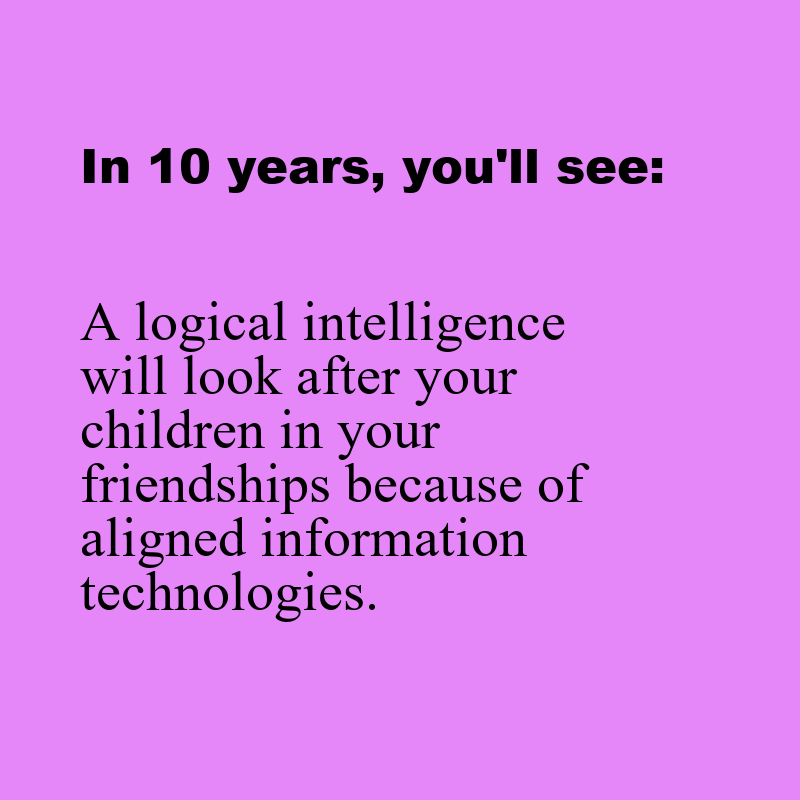 In 10 years, you'll see:
A logical intelligence
will look after your
children in your
friendships because of
aligned information
technologies.